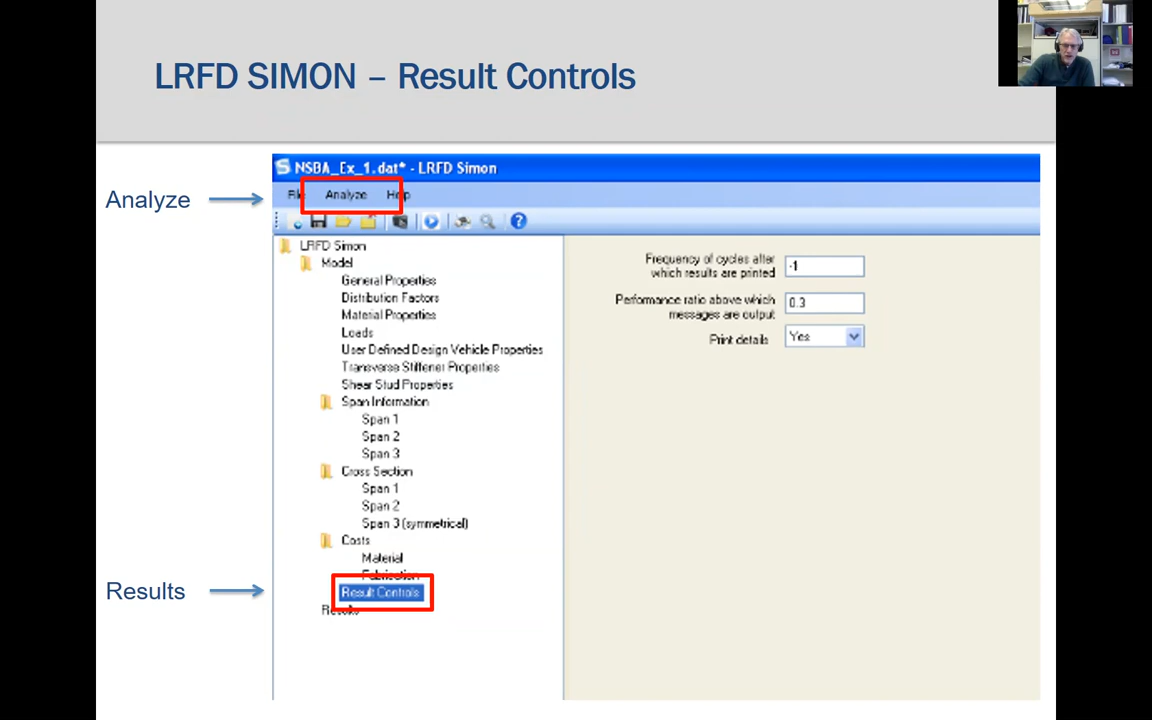 LRFD SIMON – Result Controls
NSBA_Ex_1.dat* - LRFD Simon
Analyze
File Analyze Help
LRFD Simon
Model
General Properties
Distribution Factors
Material Properties
Loads
User Defined Design Vehicle Properties
Transverse Stiffener Properties
Shear Stud Properties
Span Information
Span 1
Span 2
Span 3
Cross Section
Span 1
Span 2
Span 3 (symmetrical)
Costs
Material
Fabrication
Results
Result Controls
Results
Frequency of cycles after
which results are printed
-1
Performance ratio above which
messages are output
0.3
Print details
Yes